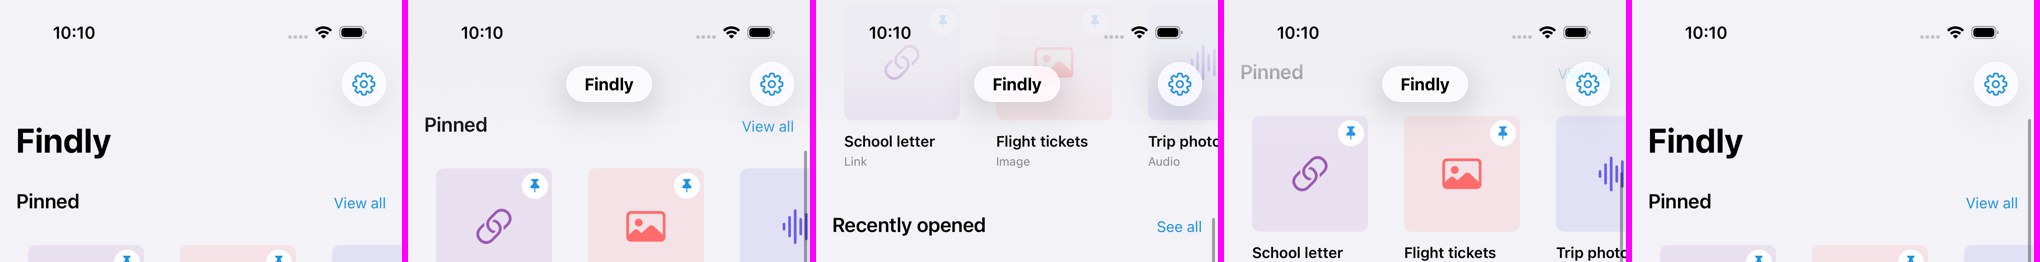 10:10
Findly
Pinned View all
10:10
Findly
Pinned View all
10:10
Findly
School letter Flight tickets Trip photo
Link Image Audio
Recently opened See all
10:10
Pinned
Findly
School letter Flight tickets Trip photo
10:10
Findly
Pinned View all